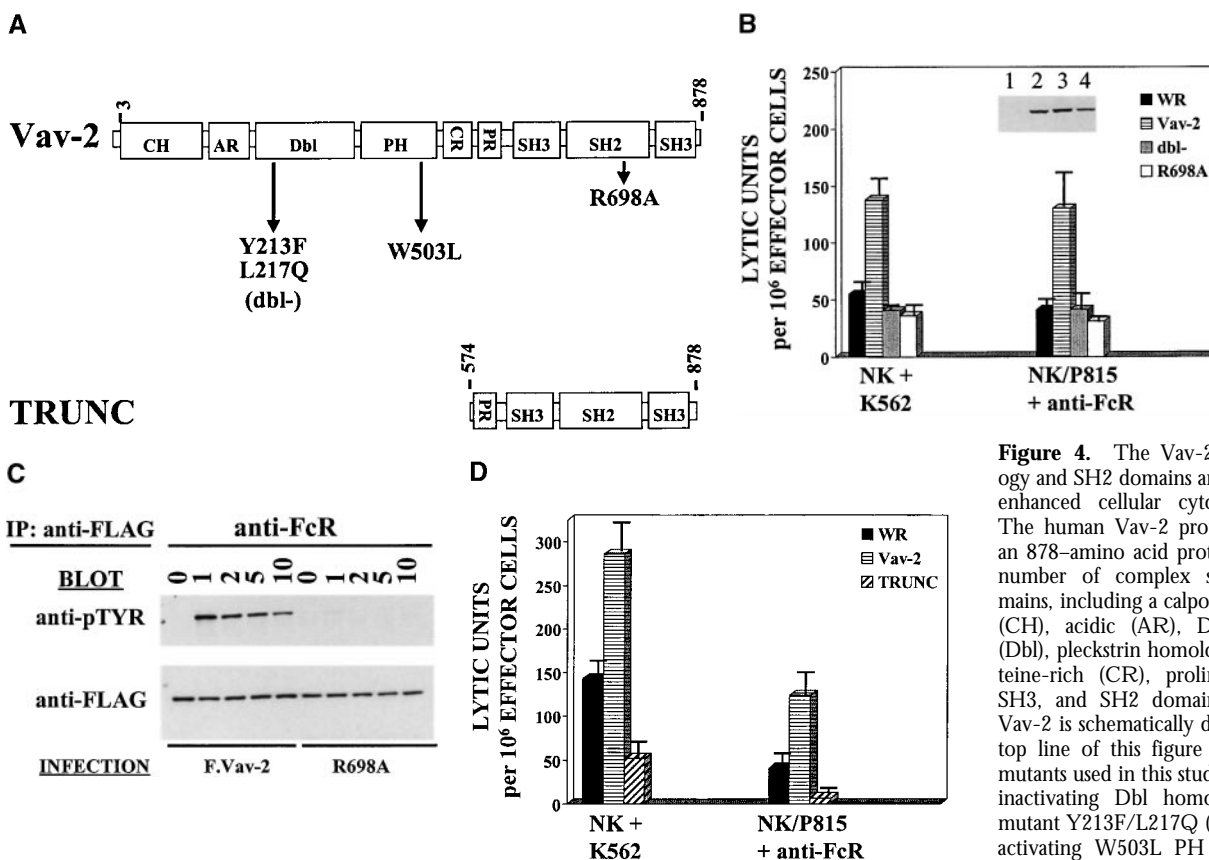 A
Vav-2
3
878
CH
AR
Dbl
PH
CR
PR
SH3
SH2
SH3
Y213F
L217Q
(dbl-)
W503L
R698A
TRUNC
574
878
PR
SH3
SH2
SH3
B
LYTIC UNITS
per 10⁶ EFFECTOR CELLS
250
200
150
100
50
0
1 2 3 4
WR
Vav-2
dbl-
R698A
NK +
K562
NK/P815
+ anti-FcR
C
IP: anti-FLAG
anti-FcR
BLOT
0 1 2 5 10 0 1 2 5 10
anti-pTYR
anti-FLAG
INFECTION
F.Vav-2
R698A
D
LYTIC UNITS
per 10⁶ EFFECTOR CELLS
300
250
200
150
100
50
0
WR
Vav-2
TRUNC
NK +
K562
NK/P815
+ anti-FcR
Figure 4. The Vav-2
ogy and SH2 domains ar
enhanced cellular cyto
The human Vav-2 pro
an 878–amino acid prot
number of complex s
mains, including a calpo
(CH), acidic (AR), D
(Dbl), pleckstrin homolo
teine-rich (CR), prolin
SH3, and SH2 domain
Vav-2 is schematically d
top line of this figure
mutants used in this stud
inactivating Dbl homo
mutant Y213F/L217Q (
activating W503L PH